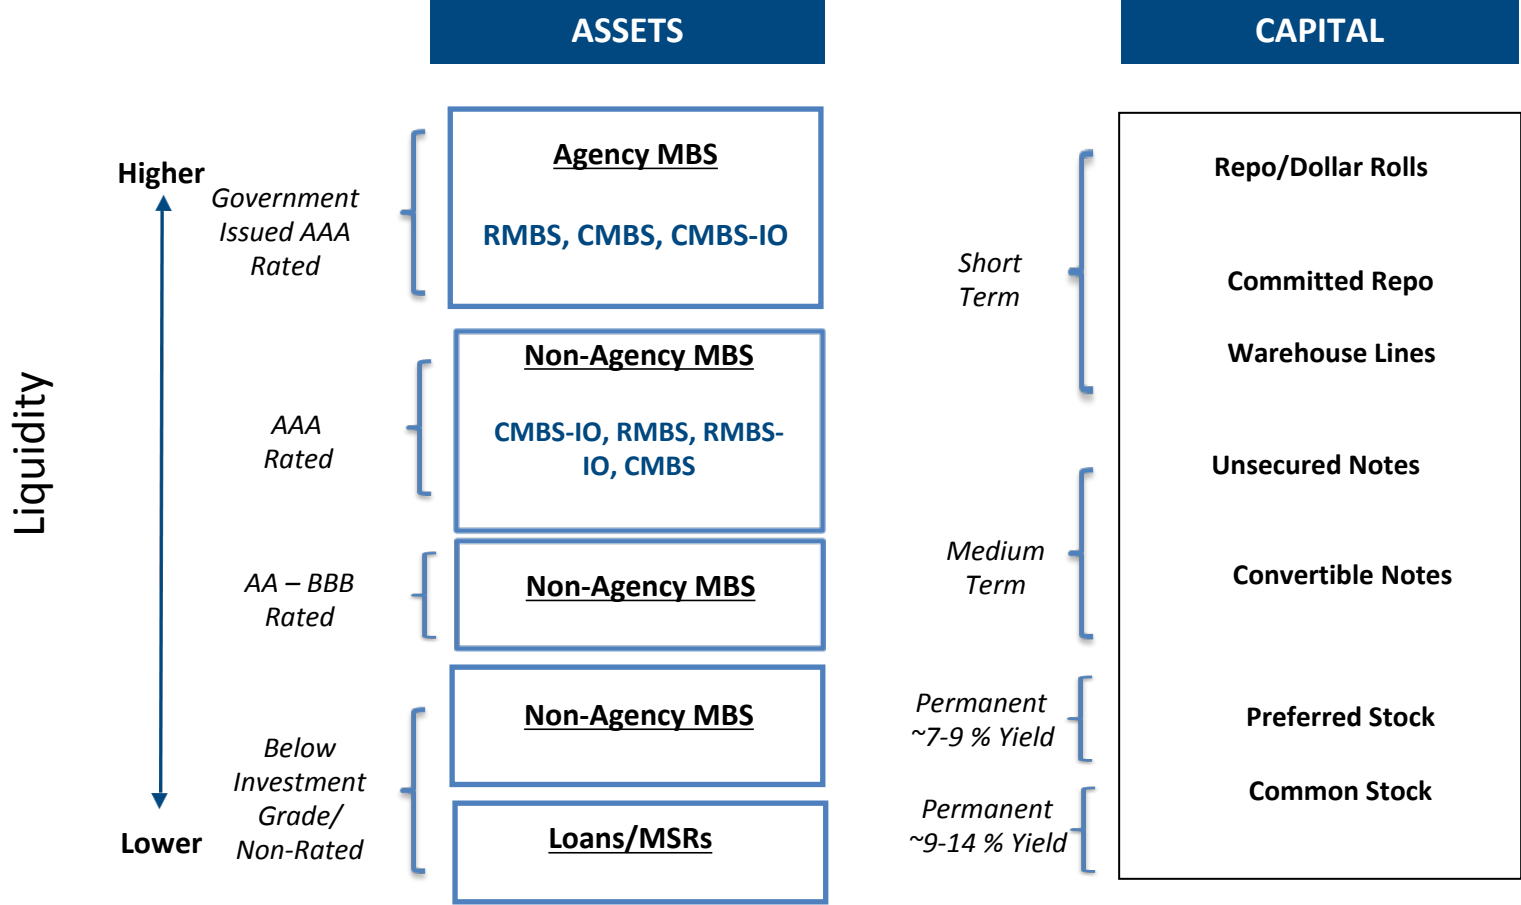 ASSETS
CAPITAL
Liquidity
Higher
Lower
Government
Issued AAA
Rated
Agency MBS
RMBS, CMBS, CMBS-IO
AAA
Rated
Non-Agency MBS
CMBS-IO, RMBS, RMBS-
IO, CMBS
AA – BBB
Rated
Non-Agency MBS
Below
Investment
Grade/
Non-Rated
Non-Agency MBS
Loans/MSRs
Short
Term
Repo/Dollar Rolls
Committed Repo
Warehouse Lines
Medium
Term
Unsecured Notes
Convertible Notes
Permanent
~7-9 % Yield
Preferred Stock
Permanent
~9-14 % Yield
Common Stock